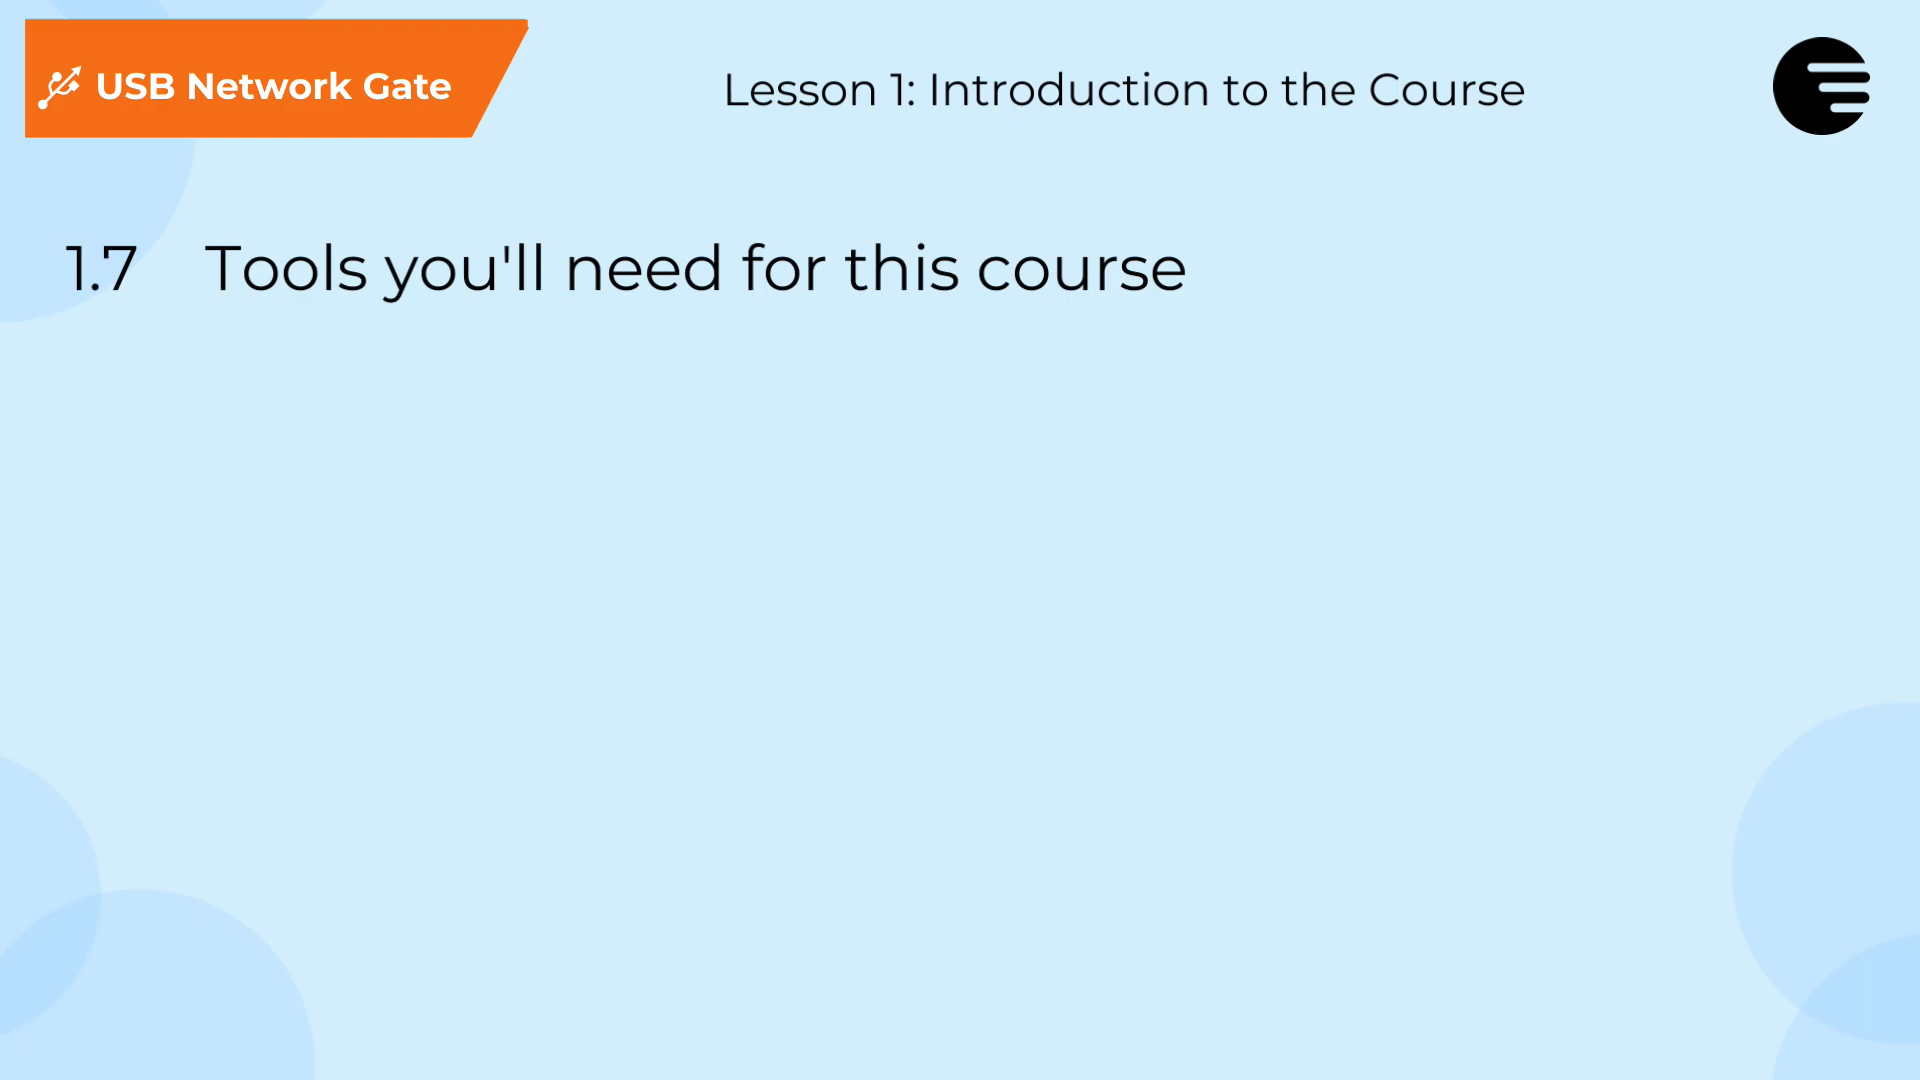 USB Network Gate
Lesson 1: Introduction to the Course
1.7 Tools you'll need for this course